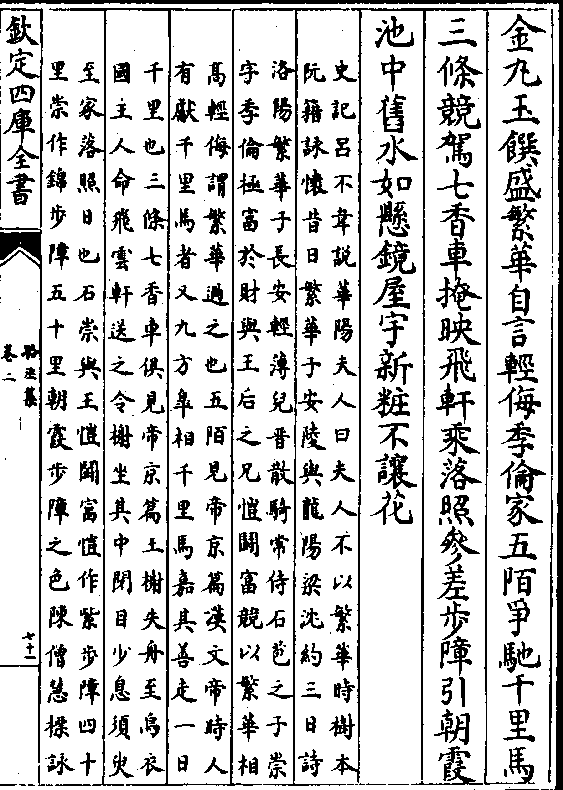 金丸玉饌盛繁華自言輕侮季倫家五陌爭馳千里馬
三條競駕七香車掩映飛軒乘落照參差步障引朝霞
池中舊水如懸鏡屋宇新粧不讓花
史記呂不韋說華陽夫人曰夫人不以繁華時樹本
阮籍詠懷昔日繁華子安陵與龍陽梁沈約三日詩
洛陽繁華子長安輕薄兒晉散騎常侍石苞之子崇
字季倫極富於財與王后之兄愷鬭富競以繁華相
髙輕侮謂繁華過之也五陌見帝京篇漢文帝時人
有獻千里馬者又九方皐相千里馬嘉其善走一日
千里也三條七香車俱見帝京篇王榭失舟至烏衣
國主人命飛雲軒送之令榭坐其中閉目少息須臾
至家落照日也石崇與王愷鬭富愷作紫步障四十
里崇作錦步障五十里朝霞步障之色陳僧慧㯹詠
欽定四庫全書
卷二
七十一